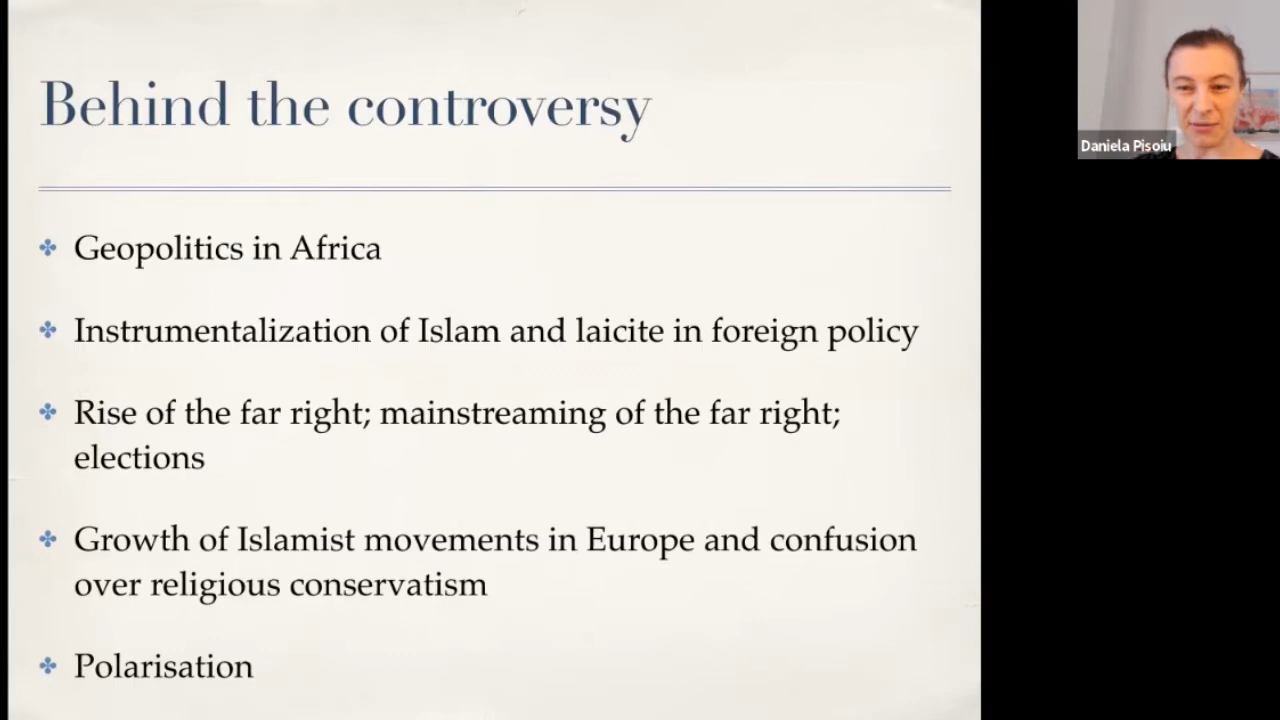 Behind the controversy
Geopolitics in Africa
Instrumentalization of Islam and laicite in foreign policy
Rise of the far right; mainstreaming of the far right;
elections
Growth of Islamist movements in Europe and confusion
over religious conservatism
Polarisation
Daniela Pisoiu